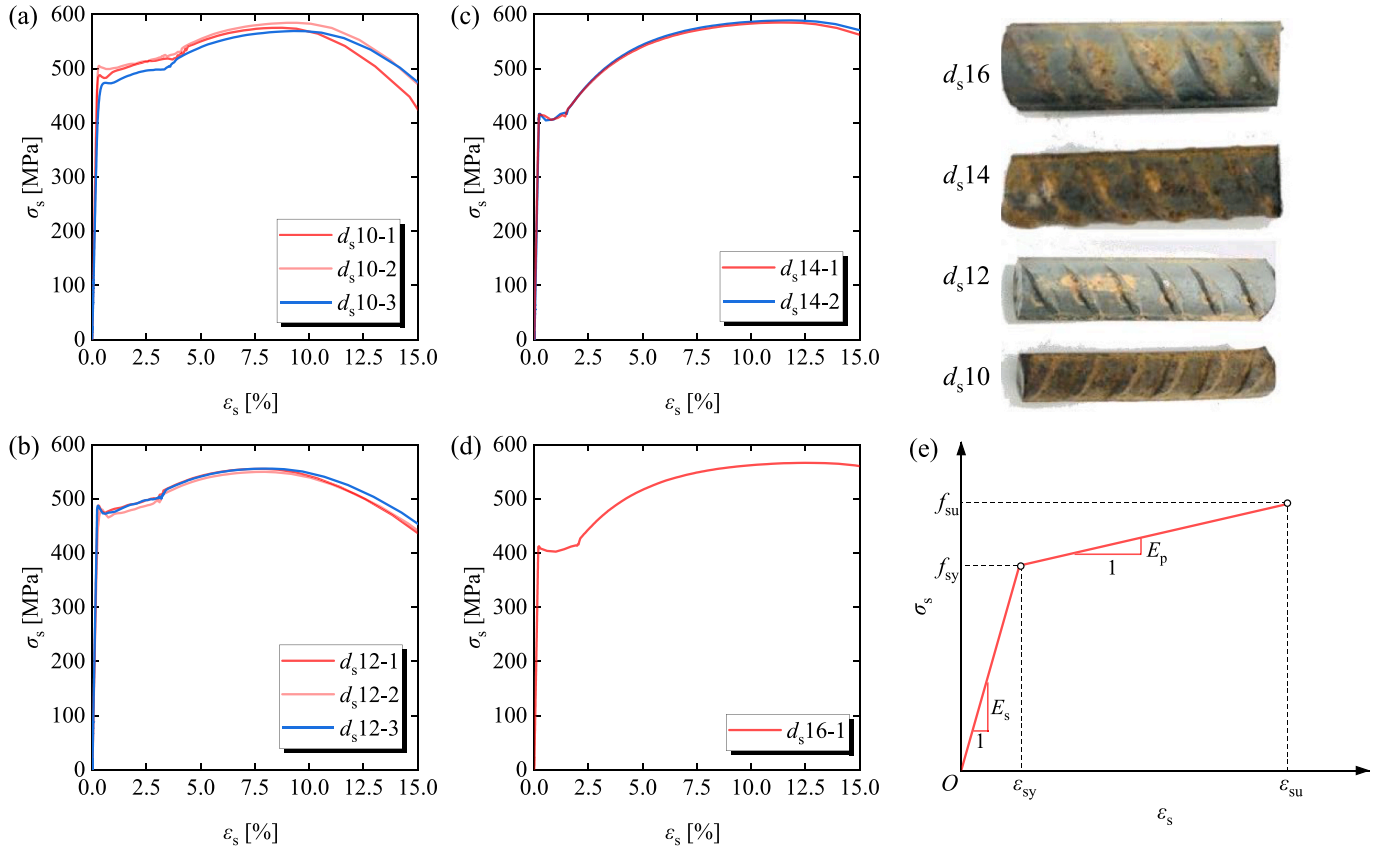 (a)
600
500
400
300
200
100
0
σs [MPa]
ds10-1
ds10-2
ds10-3
0.0 2.5 5.0 7.5 10.0 12.5 15.0
εs [%]
(c)
600
500
400
300
200
100
0
σs [MPa]
ds14-1
ds14-2
0.0 2.5 5.0 7.5 10.0 12.5 15.0
εs [%]
ds16
ds14
ds12
ds10
(b)
600
500
400
300
200
100
0
σs [MPa]
ds12-1
ds12-2
ds12-3
0.0 2.5 5.0 7.5 10.0 12.5 15.0
εs [%]
(d)
600
500
400
300
200
100
0
σs [MPa]
ds16-1
0.0 2.5 5.0 7.5 10.0 12.5 15.0
εs [%]
(e)
fsu
fsy
σs
Ep
1
Es
1
O
εsy
εsu
εs